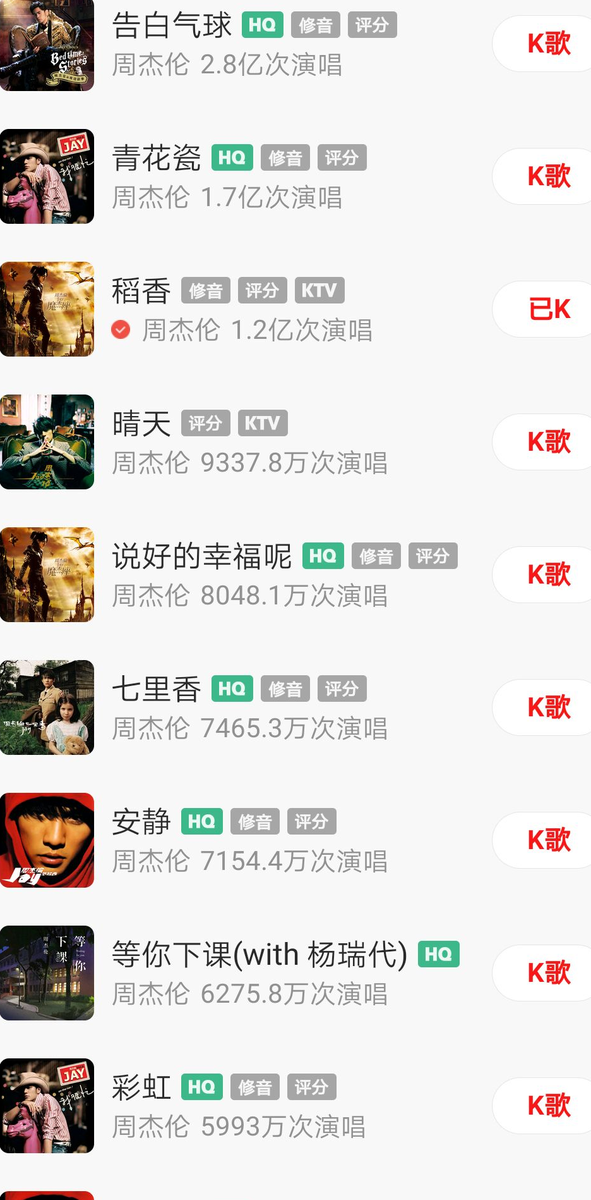 告白气球 HQ 修音 评分
周杰伦 2.8亿次演唱
K歌
Bedtime Stories
青花瓷 HQ 修音 评分
周杰伦 1.7亿次演唱
K歌
JAY
我很忙
稻香 修音 评分 KTV
周杰伦 1.2亿次演唱
已K
晴天 评分 KTV
周杰伦 9337.8万次演唱
K歌
说好的幸福呢 HQ 修音 评分
周杰伦 8048.1万次演唱
K歌
七里香 HQ 修音 评分
周杰伦 7465.3万次演唱
K歌
安静 HQ 修音 评分
周杰伦 7154.4万次演唱
K歌
Jay
等你下课(with 杨瑞代) HQ
周杰伦 6275.8万次演唱
K歌
等你
下課
彩虹 HQ 修音 评分
周杰伦 5993万次演唱
K歌
JAY
我很忙